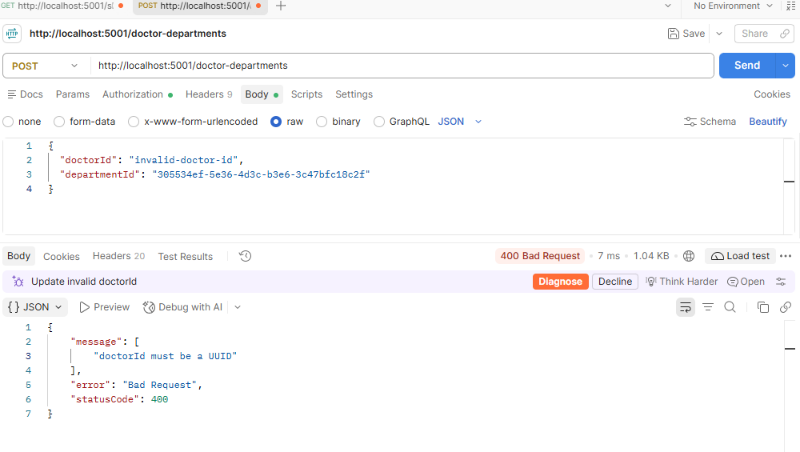 GET http://localhost:5001/sl
POST http://localhost:5001/
No Environment
HTTP http://localhost:5001/doctor-departments
Save
Share
POST
http://localhost:5001/doctor-departments
Send
Docs Params Authorization Headers 9 Body Scripts Settings
Cookies
none form-data x-www-form-urlencoded raw binary GraphQL JSON
Schema Beautify
1 {
2 "doctorId": "invalid-doctor-id",
3 "departmentId": "305534ef-5e36-4d3c-b3e6-3c47bfc18c2f"
4 }
Body Cookies Headers 20 Test Results
400 Bad Request 7 ms 1.04 KB Load test
Update invalid doctorId
Diagnose Decline Think Harder Open
{} JSON Preview Debug with AI
1 {
2 "message": [
3 "doctorId must be a UUID"
4 ],
5 "error": "Bad Request",
6 "statusCode": 400
7 }